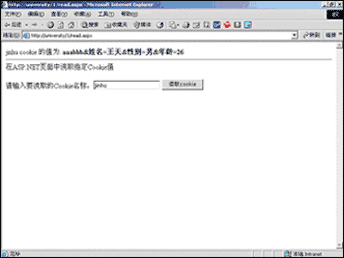 http://university/1/read.aspx - Microsoft Internet Explorer
文件(F) 编辑(E) 查看(V) 收藏(A) 工具(T) 帮助(H)
后退 搜索 收藏夹 媒体
地址(D) http://university/1/read.aspx 转到 链接
jinhu cookie 的值为 &姓名=王天&性别=男&年龄=26
在ASP.NET页面中读取指定Cookie值
请输入要读取的Cookie名称: jinhu 读取cookie
完毕 本地 Intranet